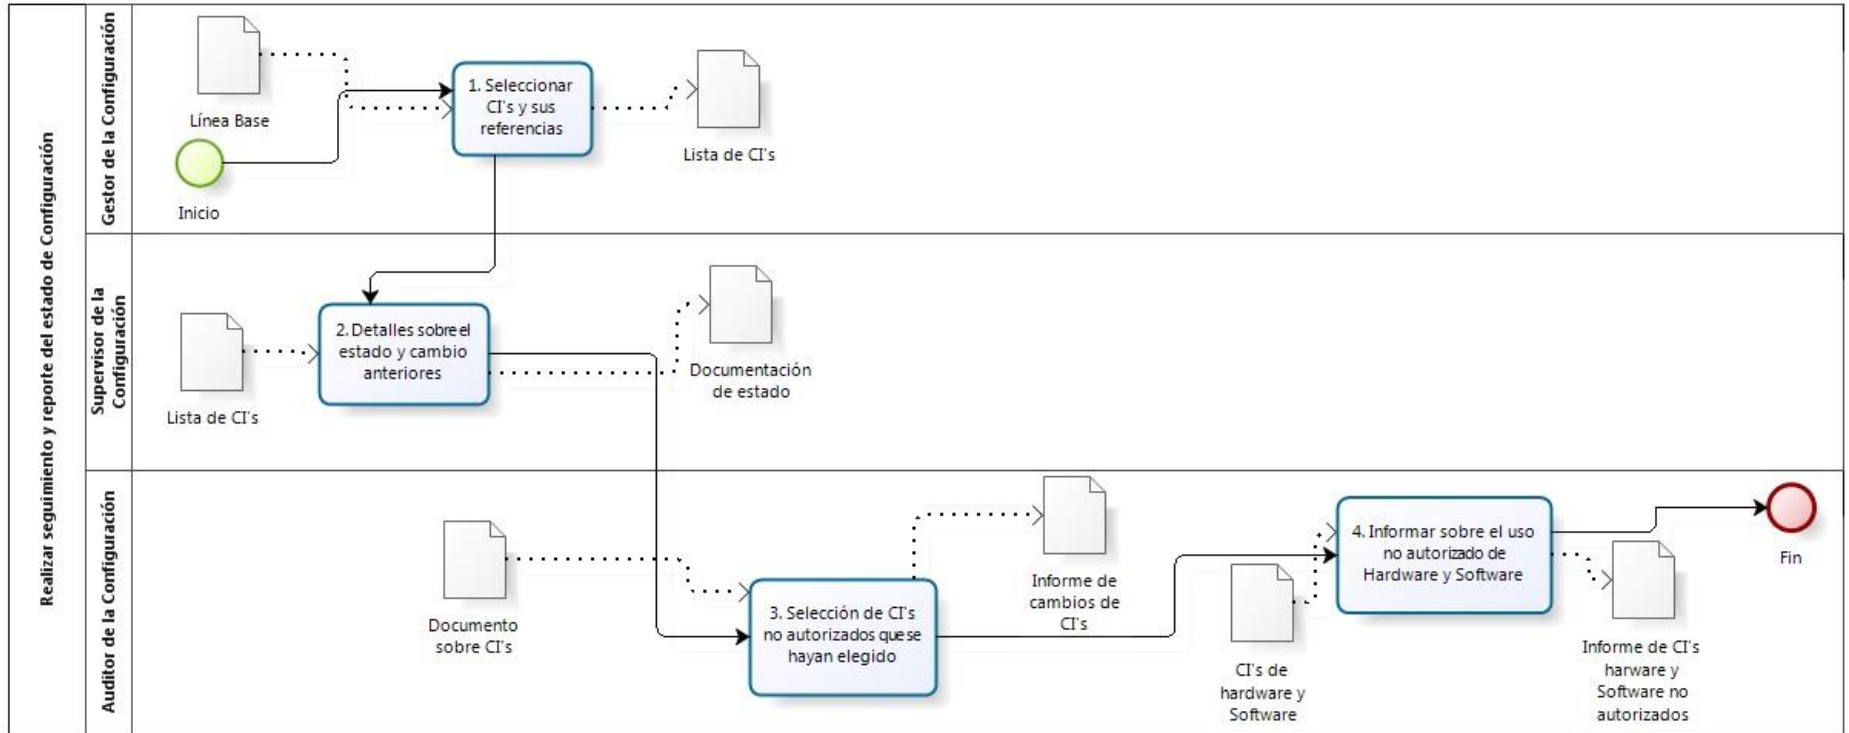 Realizar seguimiento y reporte del estado de Configuración
Gestor de la Configuración
Línea Base
Inicio
1. Seleccionar
CI's y sus
referencias
Lista de CI's
Supervisor de la
Configuración
Lista de CI's
2. Detalles sobre el
estado y cambio
anteriores
Documentación
de estado
Auditor de la Configuración
Documento
sobre CI's
3. Selección de CI's
no autorizados que se
hayan elegido
Informe de
cambios de
CI's
CI's de
hardware y
Software
4. Informar sobre el uso
no autorizado de
Hardware y Software
Informe de CI's
harware y
Software no
autorizados
Fin